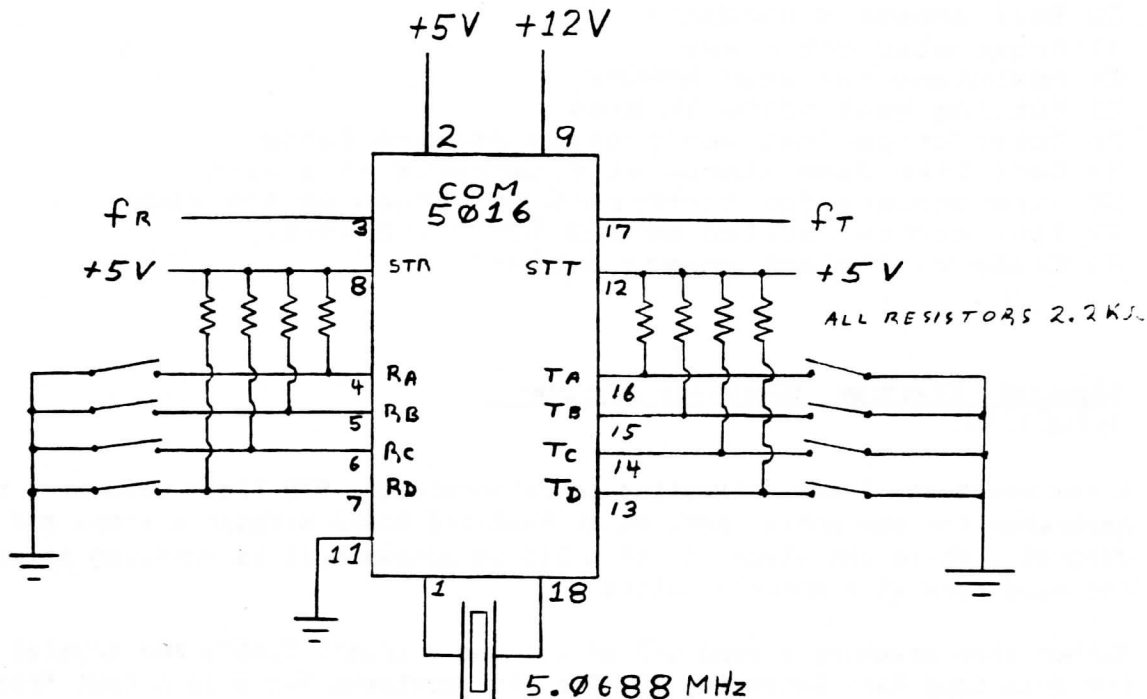 +5V +12V
2 9
COM
5Ø16
fR 3 17 fT
+5V 8 STR STT 12 +5V
ALL RESISTORS 2.2KΩ
4 RA TA 16
5 RB TB 15
6 RC TC 14
7 RD TD 13
11
1 18
5.Ø688 MHz